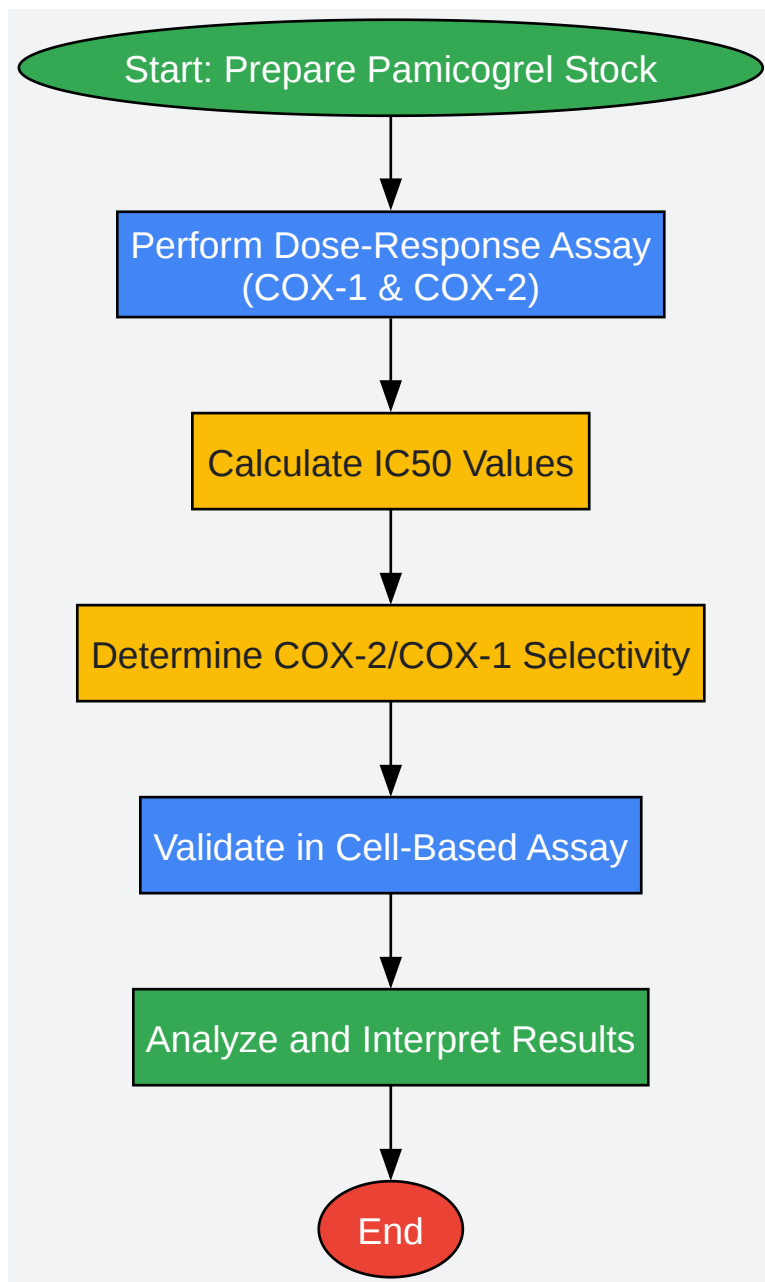 Start: Prepare Pamicogrel Stock
Perform Dose-Response Assay
(COX-1 & COX-2)
Calculate IC50 Values
Determine COX-2/COX-1 Selectivity
Validate in Cell-Based Assay
Analyze and Interpret Results
End